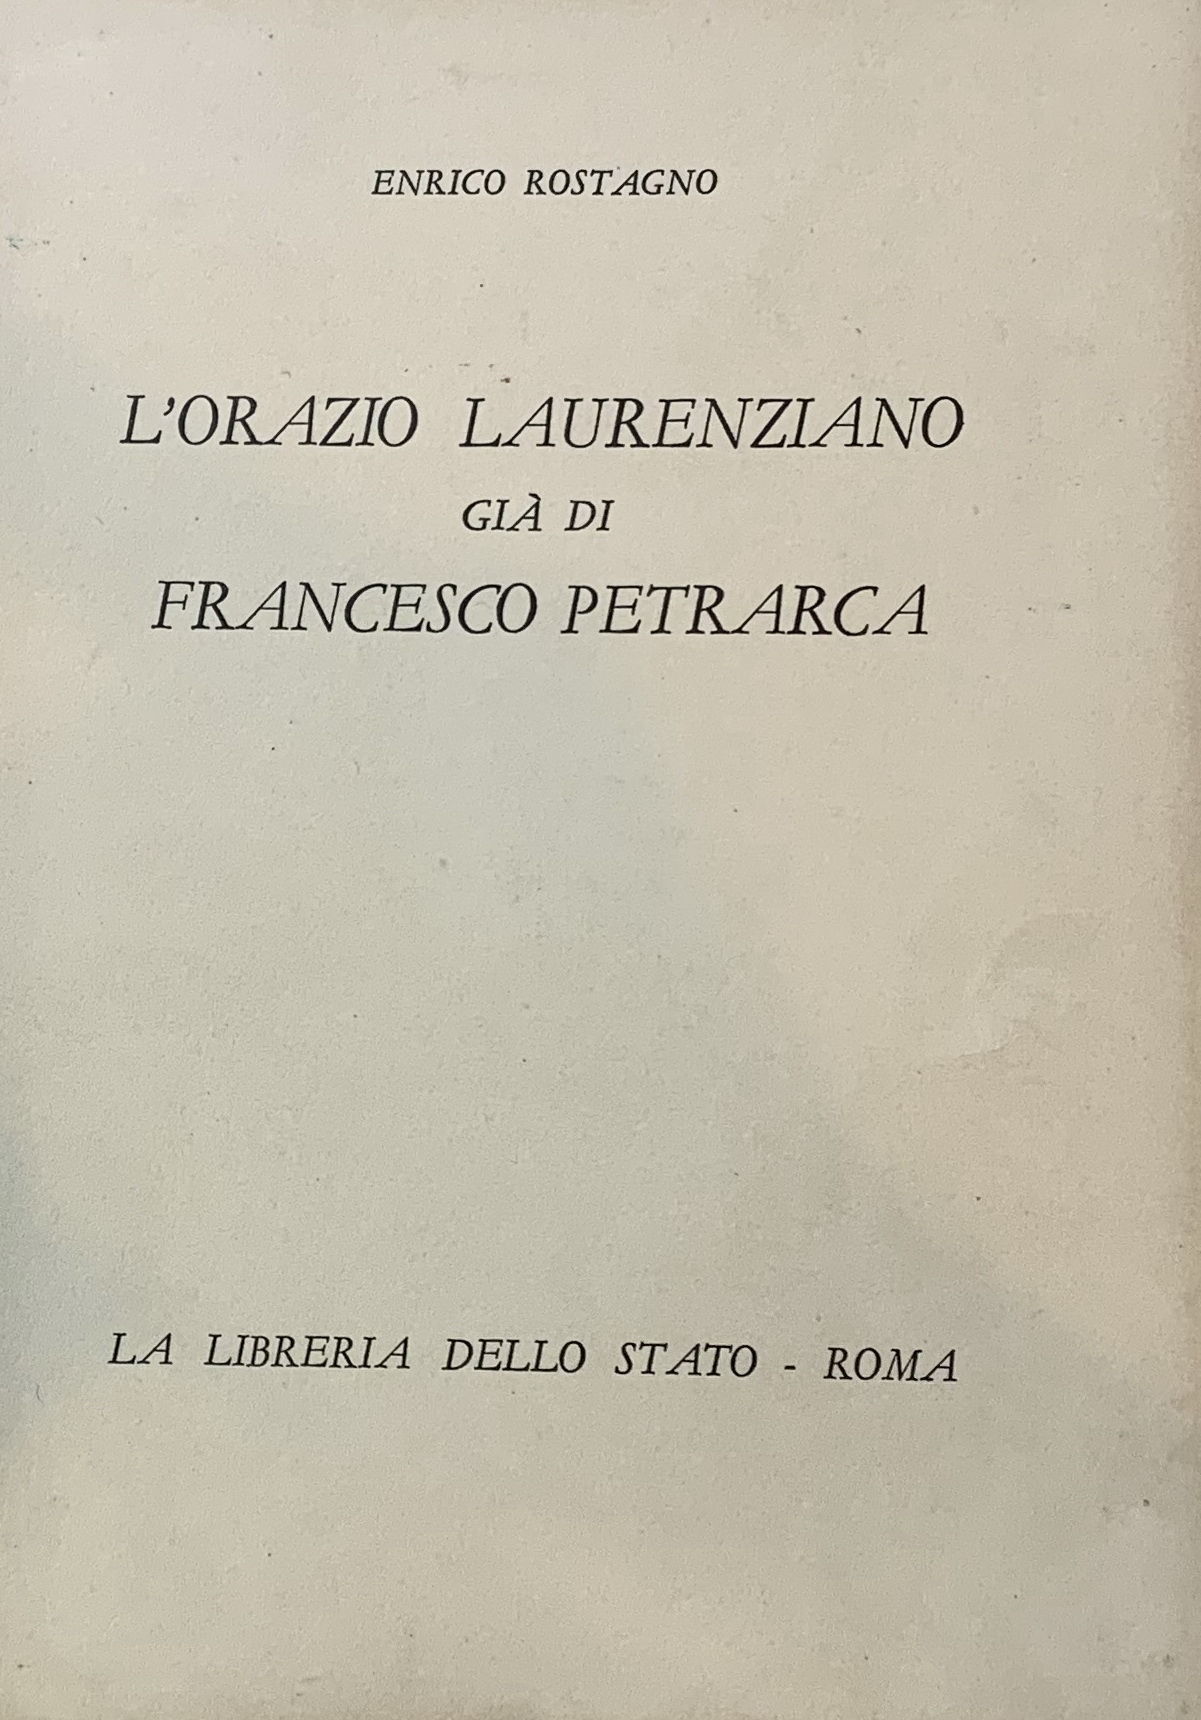 ENRICO ROSTAGNO
L'ORAZIO LAURENZIANO
GIÀ DI
FRANCESCO PETRARCA
LA LIBRERIA DELLO STATO - ROMA